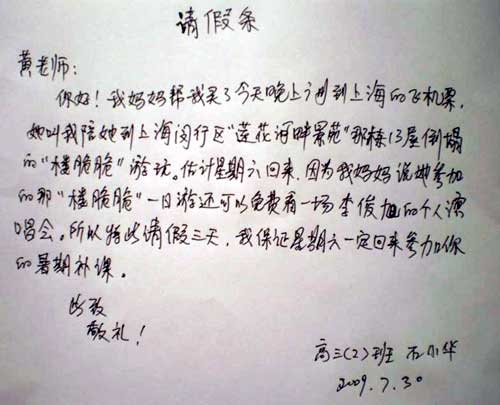 请假条
黄老师:
你好!我妈妈帮我买了今天晚上飞到上海的飞机票,
她叫我陪她到上海闵行区“莲花河畔景苑”那栋13层倒塌
的“楼脆脆”游玩。估计星期六回来,因为我妈妈说她参加
的那“楼脆脆”一日游还可以免费看一场李俊旭的个人演
唱会。所以特此请假三天,我保证星期六一定回来参加你
的暑期补课。
此致
敬礼!
高三(2)班 石小华
2009.7.30